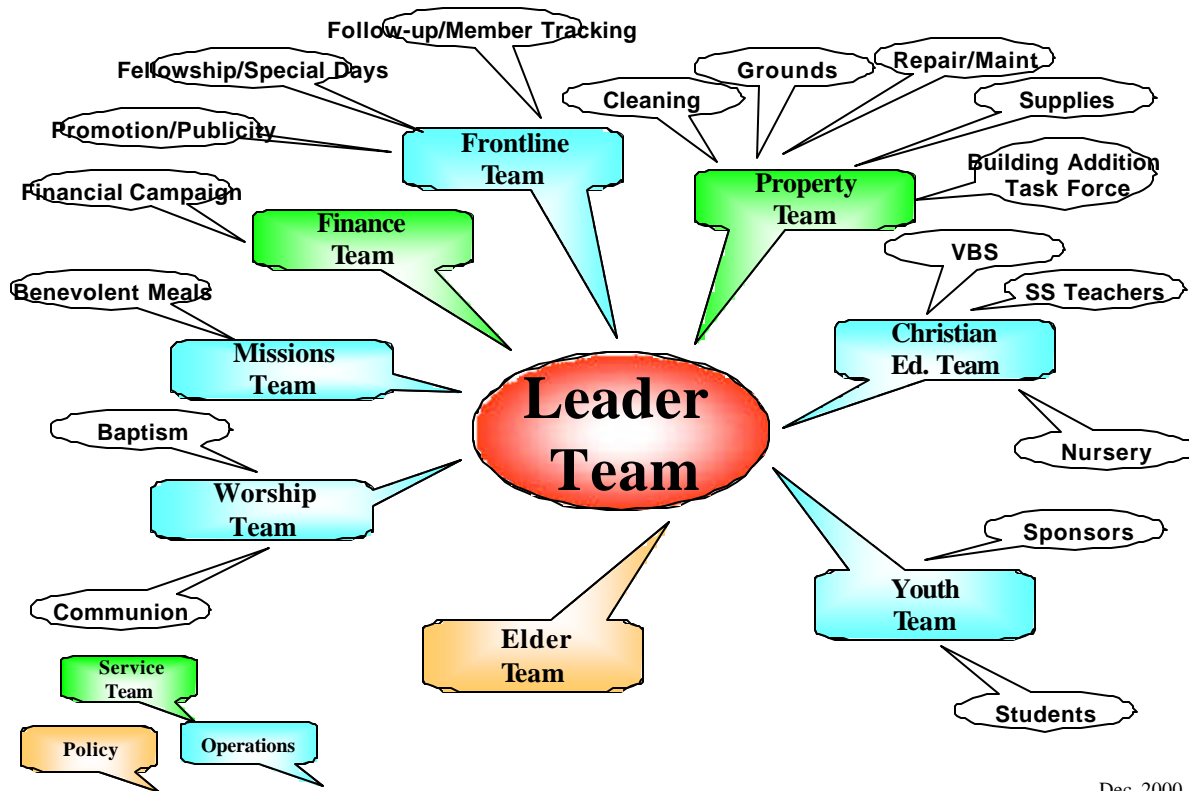 Follow-up/Member Tracking
Fellowship/Special Days
Promotion/Publicity
Frontline
Team
Financial Campaign
Finance
Team
Cleaning
Grounds
Repair/Maint
Supplies
Building Addition
Task Force
Property
Team
Benevolent Meals
Missions
Team
VBS
SS Teachers
Christian
Ed. Team
Nursery
Leader
Team
Baptism
Worship
Team
Communion
Sponsors
Youth
Team
Students
Elder
Team
Service
Team
Policy
Operations
Dec. 2000